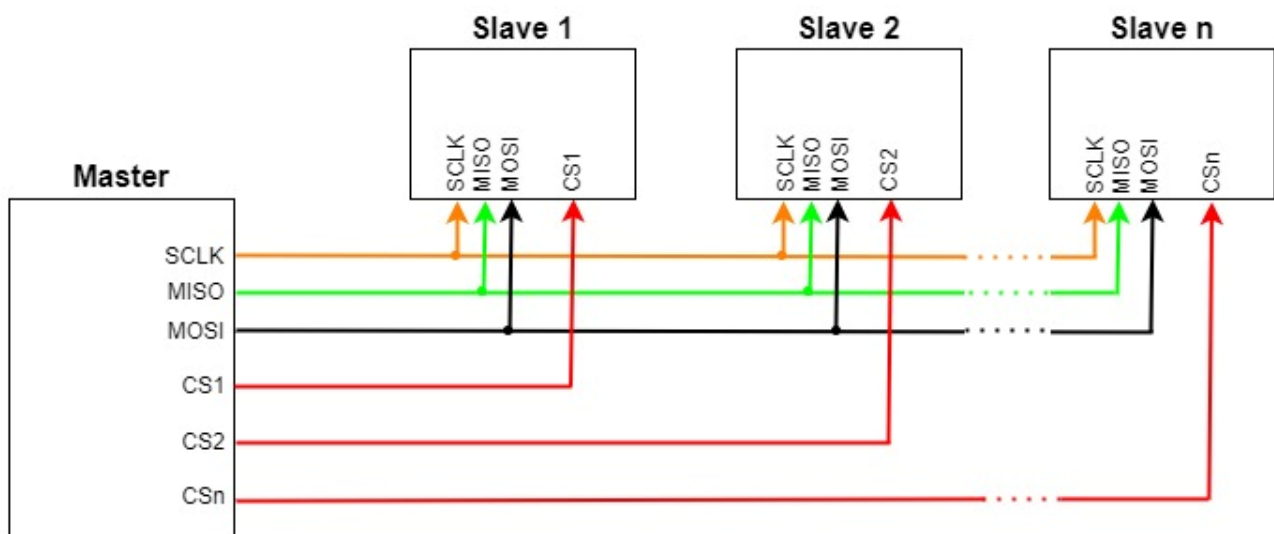 Slave 1
Slave 2
Slave n
SCLK
MISO
MOSI
CS1
SCLK
MISO
MOSI
CS2
SCLK
MISO
MOSI
CSn
Master
SCLK
MISO
MOSI
CS1
CS2
CSn